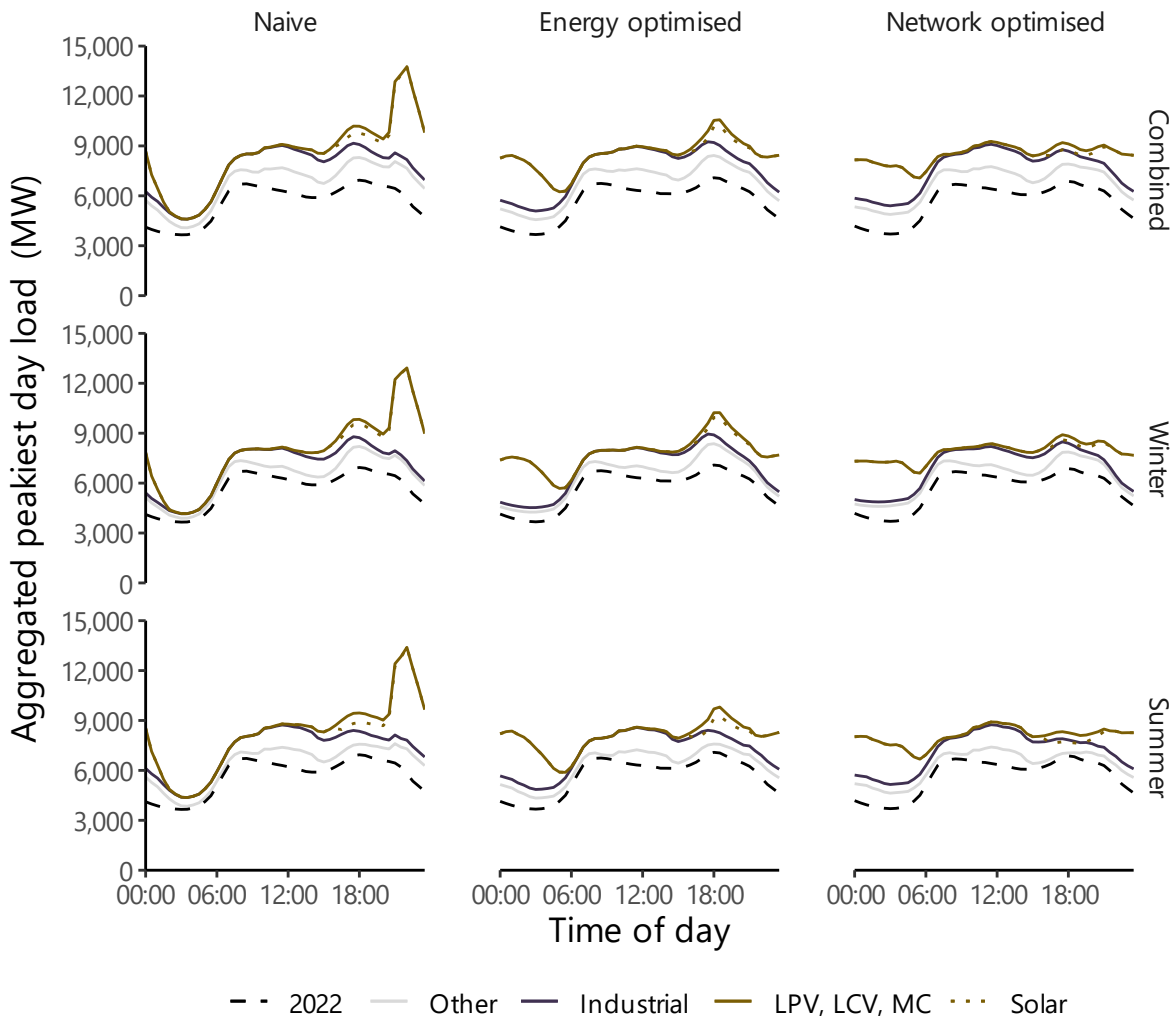 Naive
Energy optimised
Network optimised
Aggregated peakiest day load (MW)
15,000
12,000
9,000
6,000
3,000
0
Combined
15,000
12,000
9,000
6,000
3,000
0
Winter
15,000
12,000
9,000
6,000
3,000
0
Summer
00:00 06:00 12:00 18:00
00:00 06:00 12:00 18:00
00:00 06:00 12:00 18:00
Time of day
2022 Other Industrial LPV, LCV, MC Solar